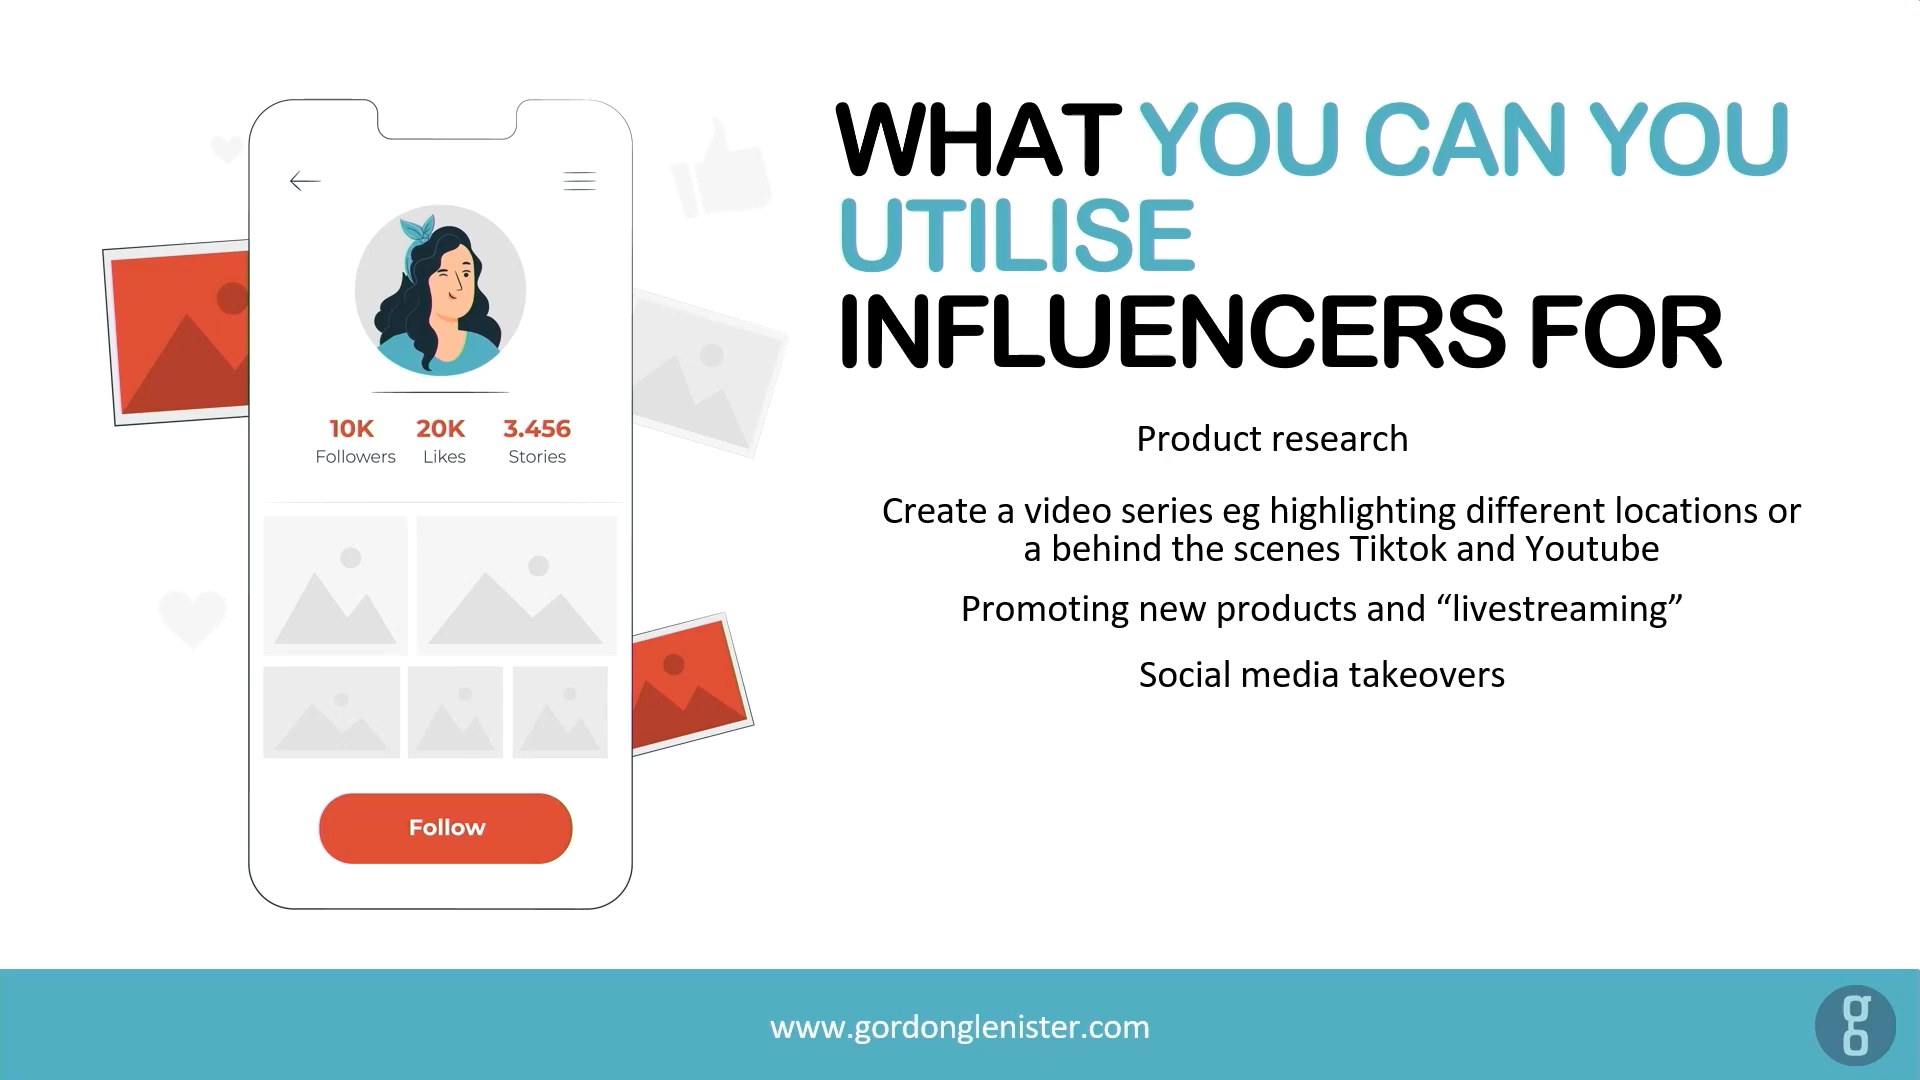 WHAT YOU CAN YOU
UTILISE
INFLUENCERS FOR
Product research
Create a video series eg highlighting different locations or
a behind the scenes Tiktok and Youtube
Promoting new products and “livestreaming”
Social media takeovers
10K 20K 3.456
Followers Likes Stories
Follow
www.gordonglenister.com
g
o